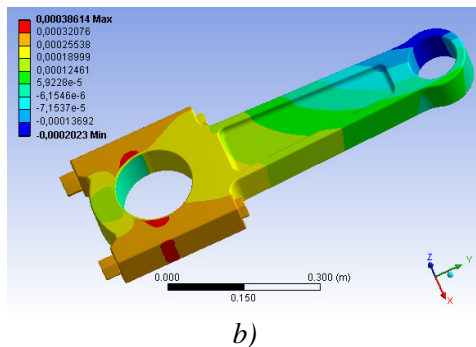 0,00038614 Max
0,00032076
0,00025538
0,00018999
0,00012461
5,9228e-5
-6,1546e-6
-7,1537e-5
-0,00013692
-0,0002023 Min
0.000
0.300 (m)
0.150
Z
Y
X
b)